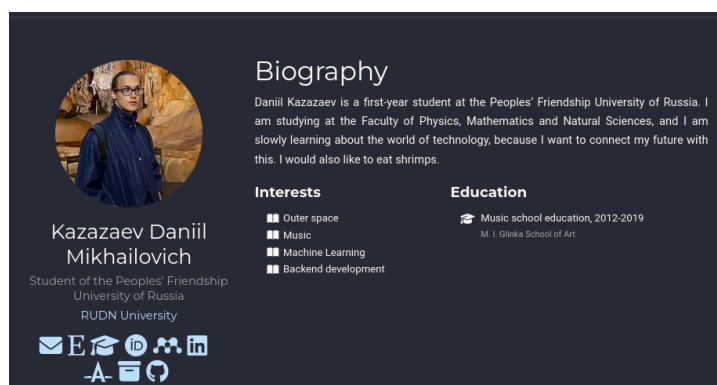 Biography
Daniil Kazazaev is a first-year student at the Peoples' Friendship University of Russia. I
am studying at the Faculty of Physics, Mathematics and Natural Sciences, and I am
slowly learning about the world of technology, because I want to connect my future with
this. I would also like to eat shrimps.
Interests
Outer space
Music
Machine Learning
Backend development
Education
Music school education, 2012-2019
M. I. Glinka School of Art
Kazazaev Daniil
Mikhailovich
Student of the Peoples' Friendship
University of Russia
RUDN University